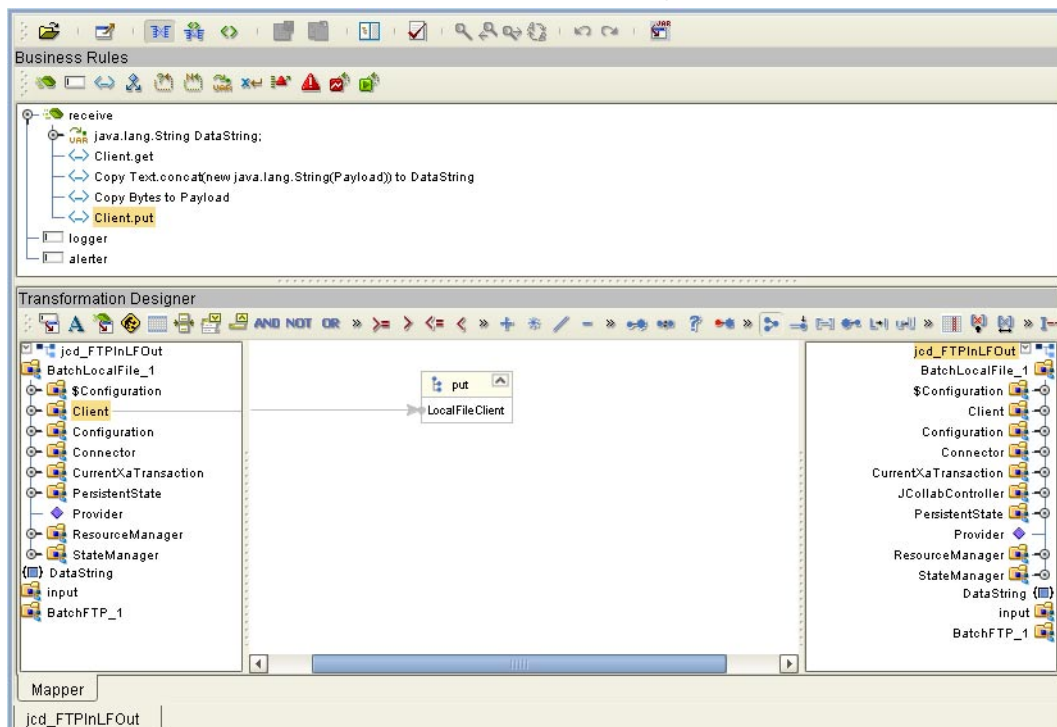 JAR
Business Rules
receive
VAR java.lang.String DataString;
Client.get
Copy Text.concat(new java.lang.String(Payload)) to DataString
Copy Bytes to Payload
Client.put
logger
alerter
Transformation Designer
A AND NOT OR » >= > <= < » + * / - » ? » » »
jcd_FTPInLFOut
BatchLocalFile_1
$Configuration
Client
Configuration
Connector
CurrentXaTransaction
PersistentState
Provider
ResourceManager
StateManager
DataString
input
BatchFTP_1
put
LocalFileClient
jcd_FTPInLFOut
BatchLocalFile_1
$Configuration
Client
Configuration
Connector
CurrentXaTransaction
JCollabController
PersistentState
Provider
ResourceManager
StateManager
DataString
input
BatchFTP_1
Mapper
jcd_FTPInLFOut